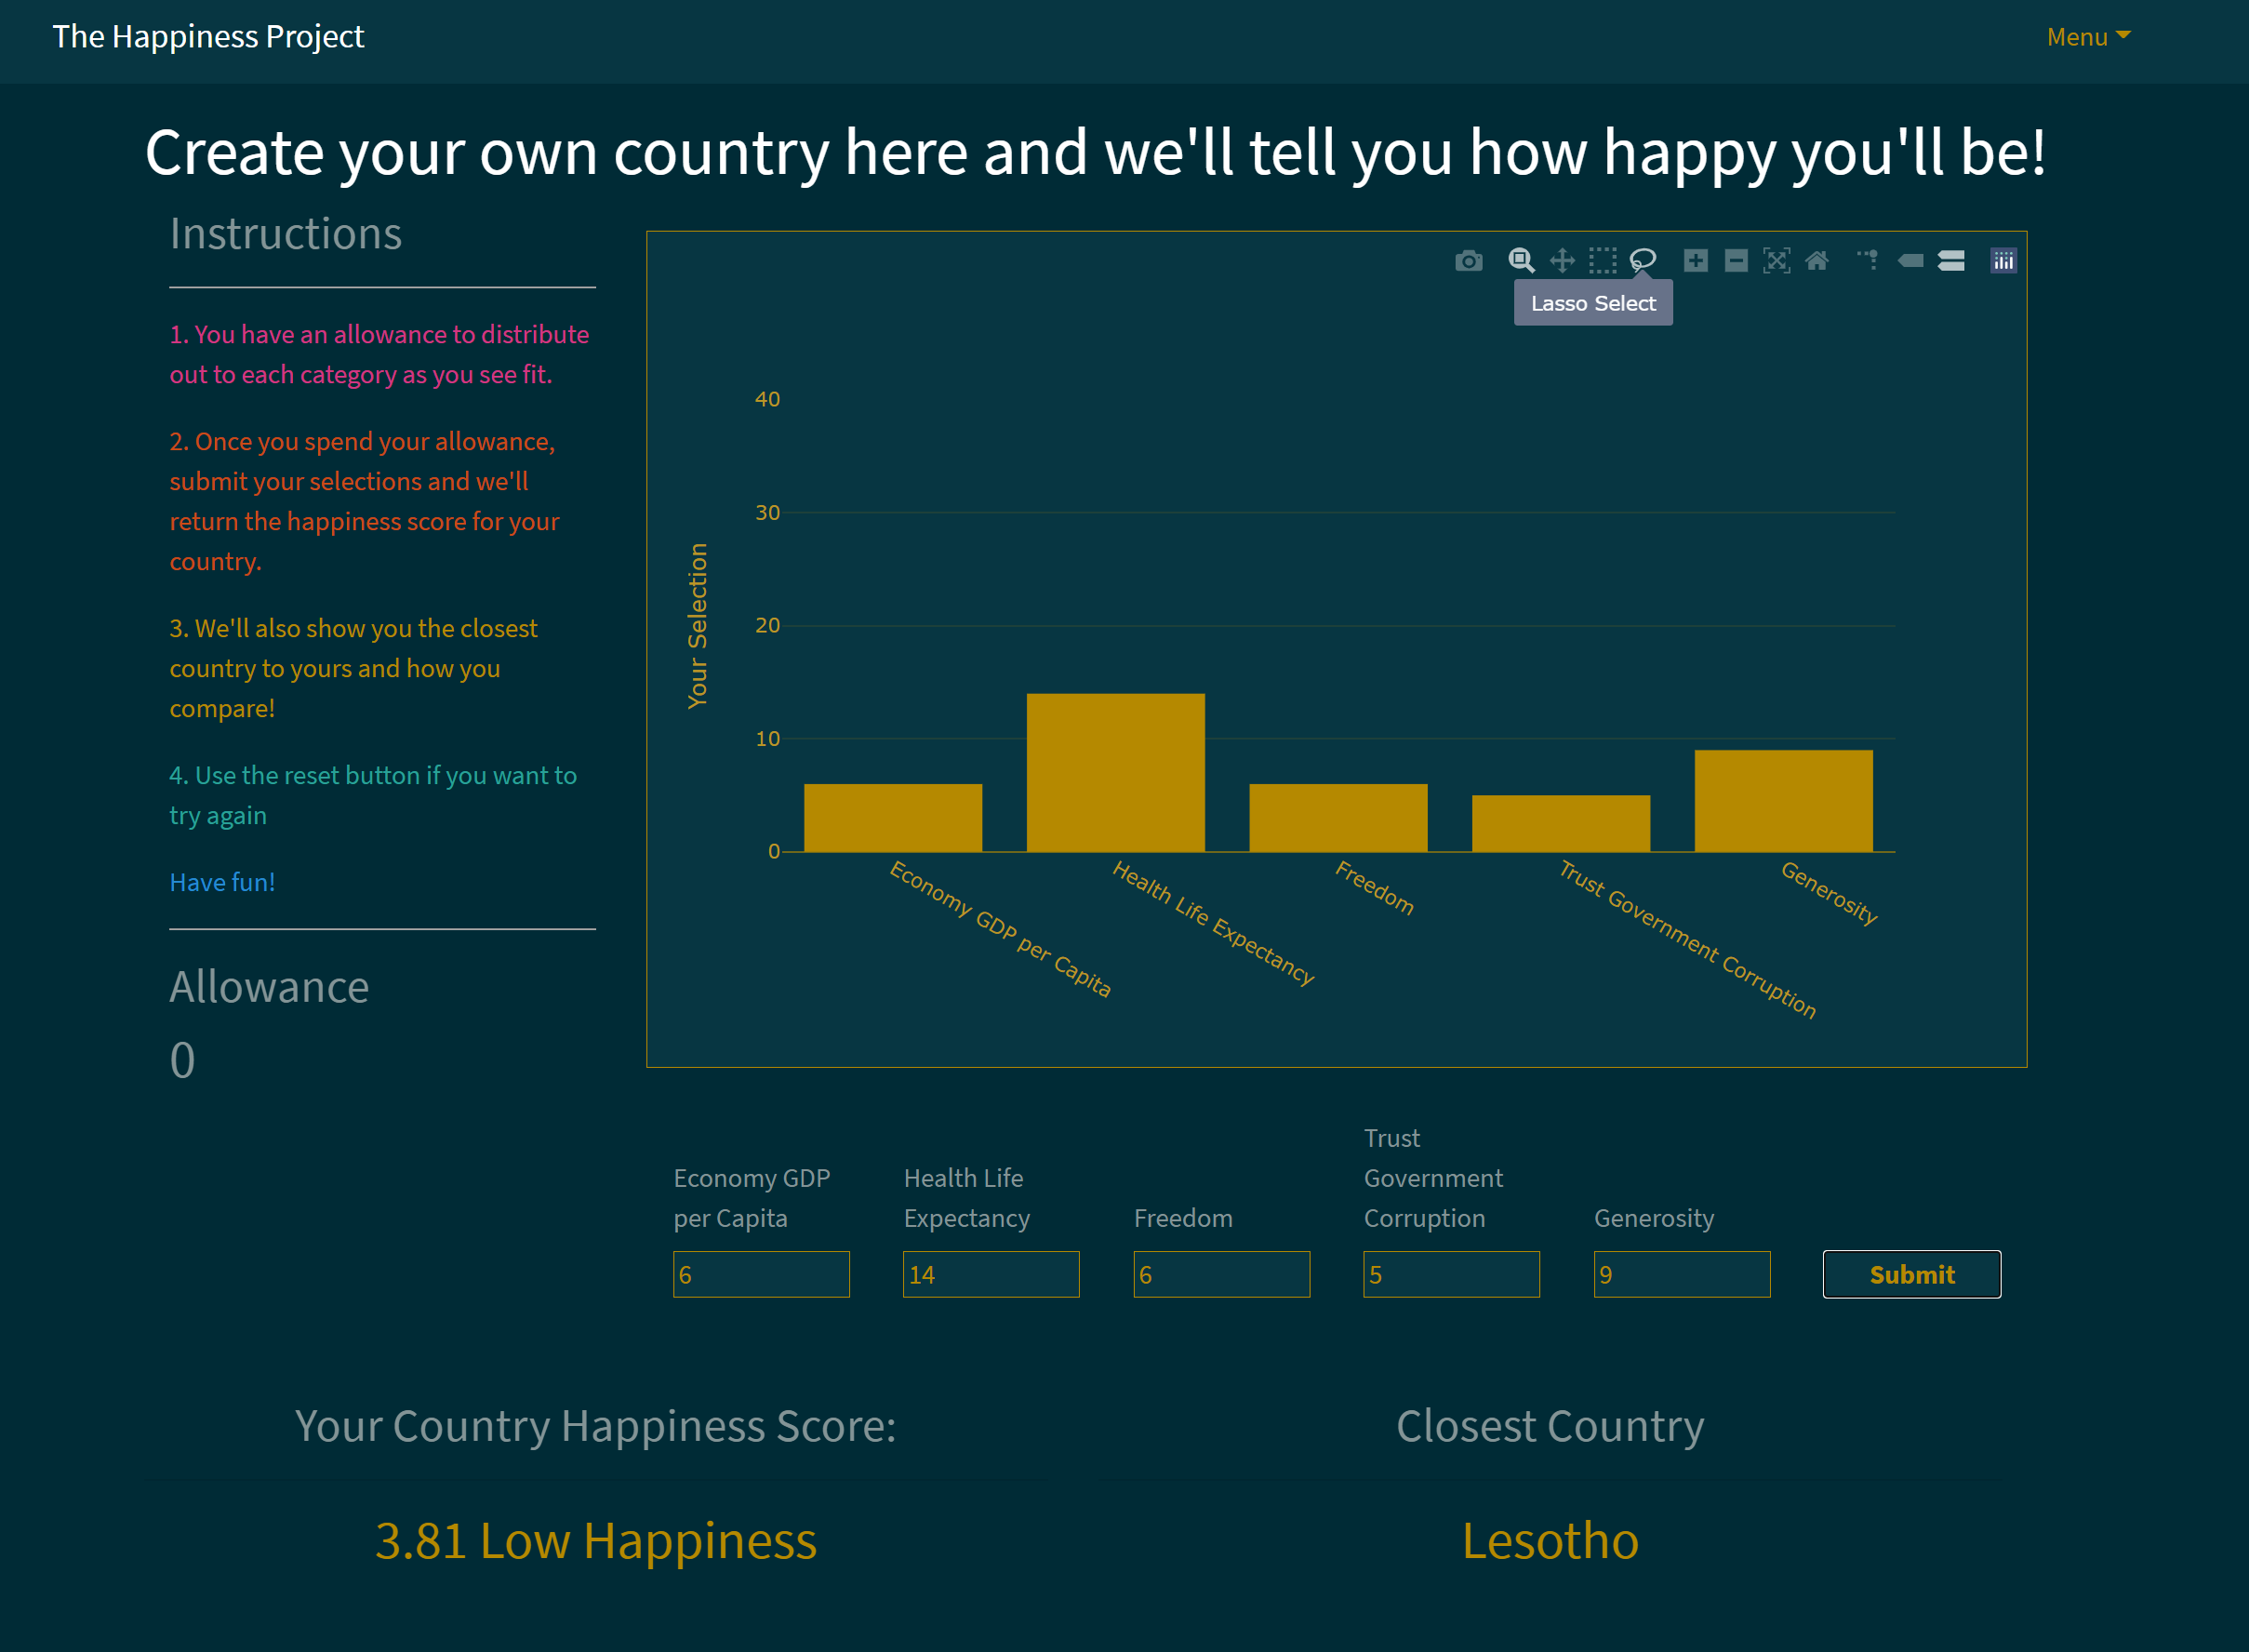 The Happiness Project
Menu
Create your own country here and we'll tell you how happy you'll be!
Instructions
1. You have an allowance to distribute
out to each category as you see fit.
2. Once you spend your allowance,
submit your selections and we'll
return the happiness score for your
country.
3. We'll also show you the closest
country to yours and how you
compare!
4. Use the reset button if you want to
try again
Have fun!
Allowance
0
Lasso Select
Your Selection
40
30
20
10
0
Economy GDP per Capita
Health Life Expectancy
Freedom
Trust Government Corruption
Generosity
Economy GDP
per Capita
Health Life
Expectancy
Freedom
Trust
Government
Corruption
Generosity
6
14
6
5
9
Submit
Your Country Happiness Score:
3.81 Low Happiness
Closest Country
Lesotho